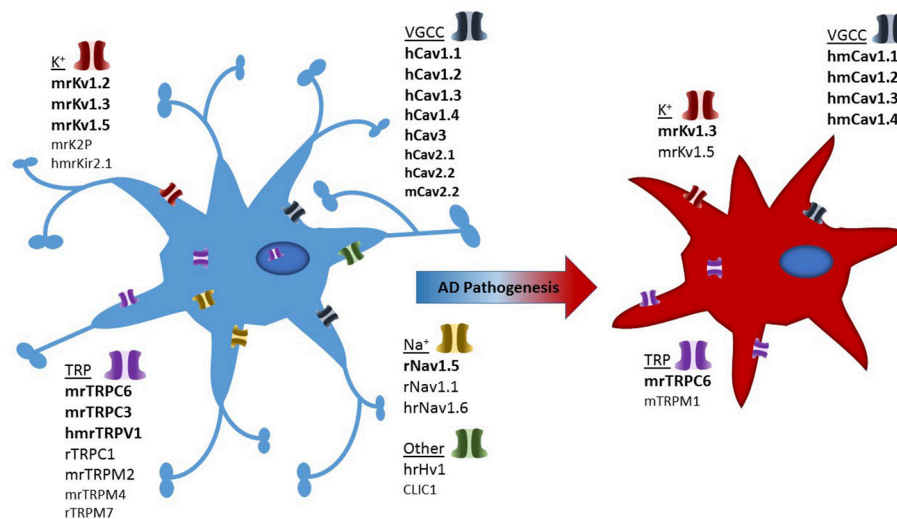 K⁺
mrKv1.2
mrKv1.3
mrKv1.5
mrK2P
hmrKir2.1
VGCC
hCav1.1
hCav1.2
hCav1.3
hCav1.4
hCav3
hCav2.1
hCav2.2
mCav2.2
TRP
mrTRPC6
mrTRPC3
hmrTRPV1
rTRPC1
mrTRPM2
mrTRPM4
rTRPM7
Na⁺
rNav1.5
rNav1.1
hrNav1.6
Other
hrHv1
CLIC1
AD Pathogenesis
K⁺
mrKv1.3
mrKv1.5
VGCC
hmCav1.1
hmCav1.2
hmCav1.3
hmCav1.4
TRP
mrTRPC6
mTRPM1